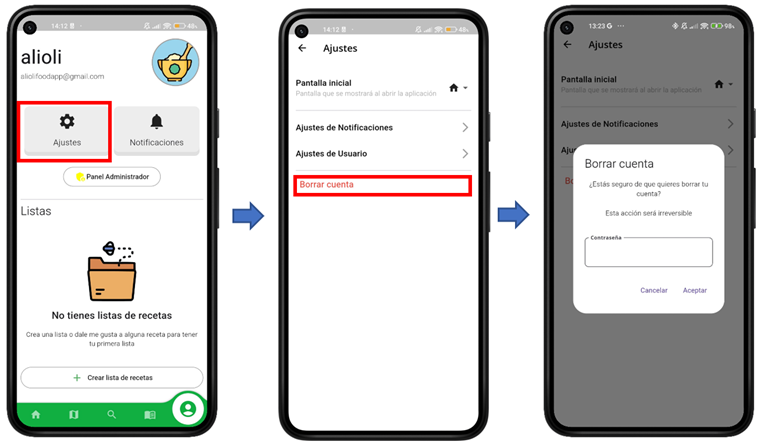 14:12
48%
alioli
aliolifoodapp@gmail.com
Ajustes
Notificaciones
Panel Administrador
Listas
No tienes listas de recetas
Crea una lista o dale me gusta a alguna receta para tener
tu primera lista
+ Crear lista de recetas
14:12
48%
Ajustes
Pantalla inicial
Pantalla que se mostrará al abrir la aplicación
Ajustes de Notificaciones
Ajustes de Usuario
Borrar cuenta
13:23 G ···
98%
Ajustes
Pantalla inicial
Pantalla que se mostrará al abrir la aplicación
Ajustes de Notificaciones
Aju
Bo
Borrar cuenta
¿Estás seguro de que quieres borrar tu
cuenta?
Esta acción será irreversible
Contraseña
Cancelar
Aceptar